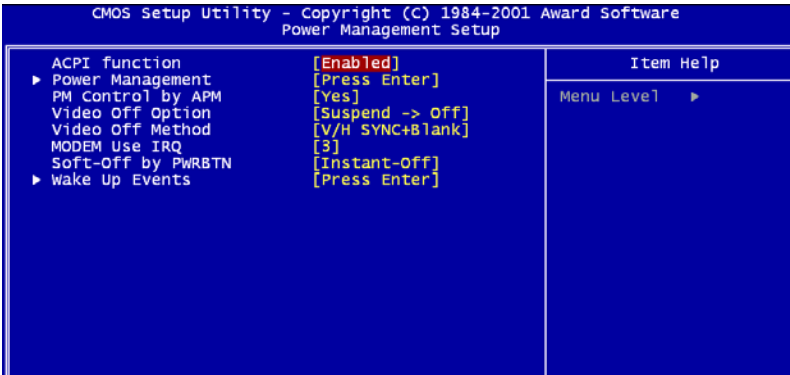 CMOS Setup Utility - Copyright (C) 1984-2001 Award Software
Power Management Setup
ACPI function [Enabled]
▶ Power Management [Press Enter]
PM Control by APM [Yes]
Video Off Option [Suspend -> Off]
Video Off Method [V/H SYNC+Blank]
MODEM Use IRQ [3]
Soft-Off by PWRBTN [Instant-Off]
▶ Wake Up Events [Press Enter]
Item Help
Menu Level ▶